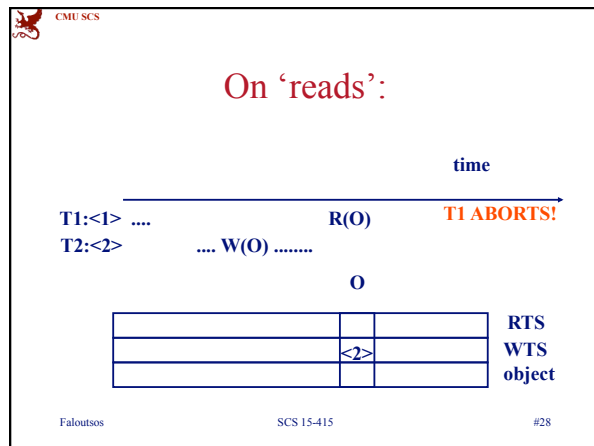 CMU SCS
On ‘reads’:
time
T1:<1> .... R(O) T1 ABORTS!
T2:<2> .... W(O) ........
O
RTS
<2> WTS
object
Faloutsos SCS 15-415 #28